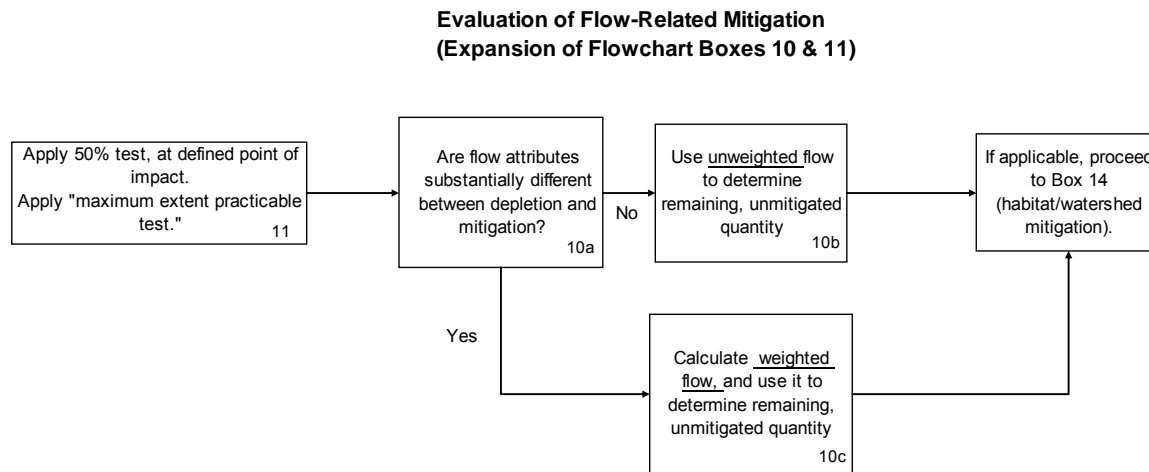 Evaluation of Flow-Related Mitigation
(Expansion of Flowchart Boxes 10 & 11)
Apply 50% test, at defined point of
impact.
Apply "maximum extent practicable
test."
11
Are flow attributes
substantially different
between depletion and
mitigation?
10a
No
Use unweighted flow
to determine
remaining, unmitigated
quantity
10b
If applicable, proceed
to Box 14
(habitat/watershed
mitigation).
Yes
Calculate weighted
flow, and use it to
determine remaining,
unmitigated quantity
10c